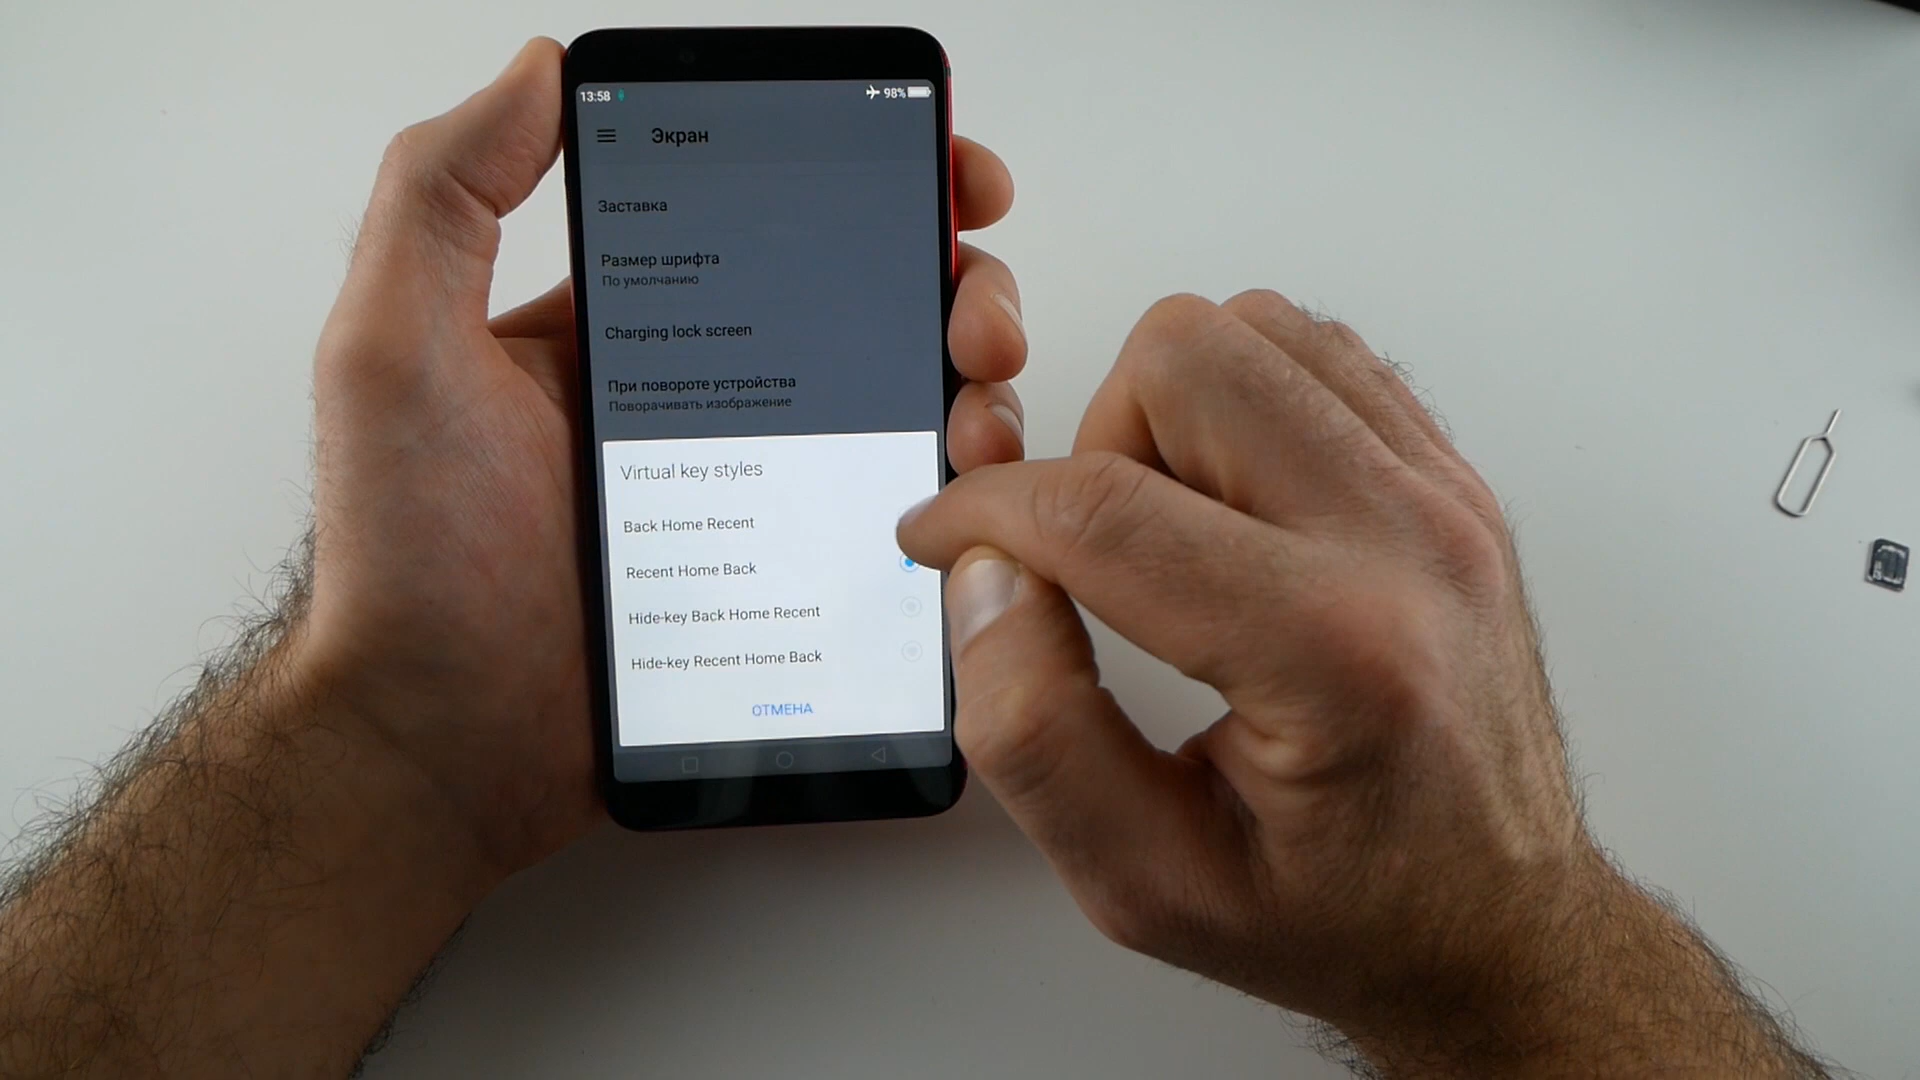 13:58
98%
Экран
Заставка
Размер шрифта
По умолчанию
Charging lock screen
При повороте устройства
Поворачивать изображение
Virtual key styles
Back Home Recent
Recent Home Back
Hide-key Back Home Recent
Hide-key Recent Home Back
ОТМЕНА